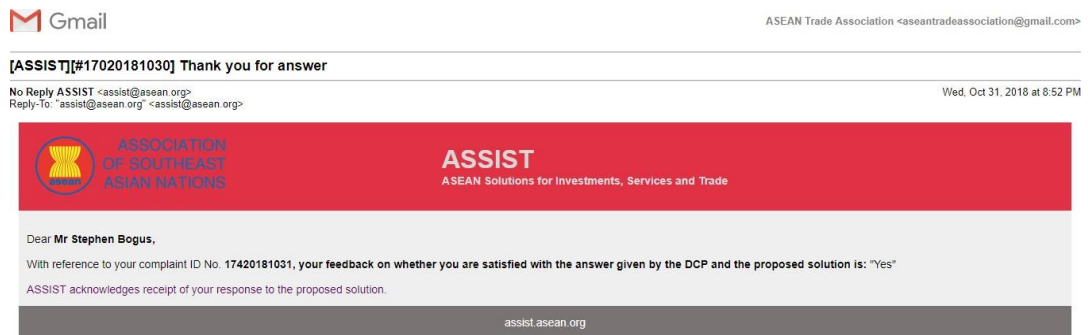 Gmail
ASEAN Trade Association <aseantradeassociation@gmail.com>
[ASSIST][#17020181030] Thank you for answer
No Reply ASSIST <assist@asean.org>
Wed, Oct 31, 2018 at 8:52 PM
Reply-To: "assist@asean.org" <assist@asean.org>
asean
ASSOCIATION
OF SOUTHEAST
ASIAN NATIONS
ASSIST
ASEAN Solutions for Investments, Services and Trade
Dear Mr Stephen Bogus,
With reference to your complaint ID No. 17420181031, your feedback on whether you are satisfied with the answer given by the DCP and the proposed solution is: "Yes"
ASSIST acknowledges receipt of your response to the proposed solution.
assist.asean.org